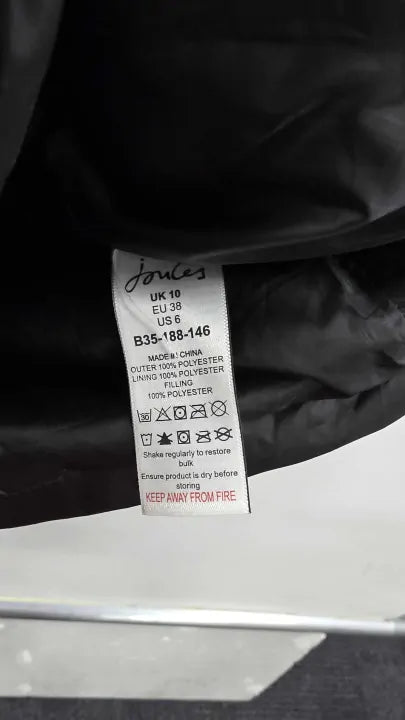 Joules
UK 10
EU 38
US 6
B35-188-146
MADE IN CHINA
OUTER 100% POLYESTER
LINING 100% POLYESTER
FILLING
100% POLYESTER
30
Shake regularly to restore
bulk
Ensure product is dry before
storing
KEEP AWAY FROM FIRE